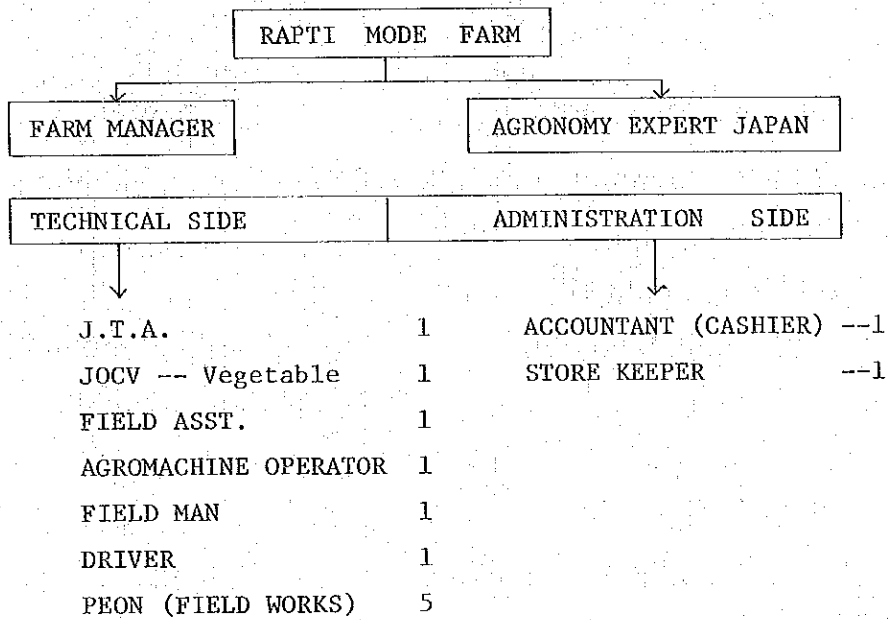 RAPTI MODE FARM
FARM MANAGER AGRONOMY EXPERT JAPAN
TECHNICAL SIDE ADMINISTRATION SIDE
J.T.A. 1 ACCOUNTANT (CASHIER) --1
JOCV -- Vegetable 1 STORE KEEPER --1
FIELD ASST. 1
AGROMACHINE OPERATOR 1
FIELD MAN 1
DRIVER 1
PEON (FIELD WORKS) 5